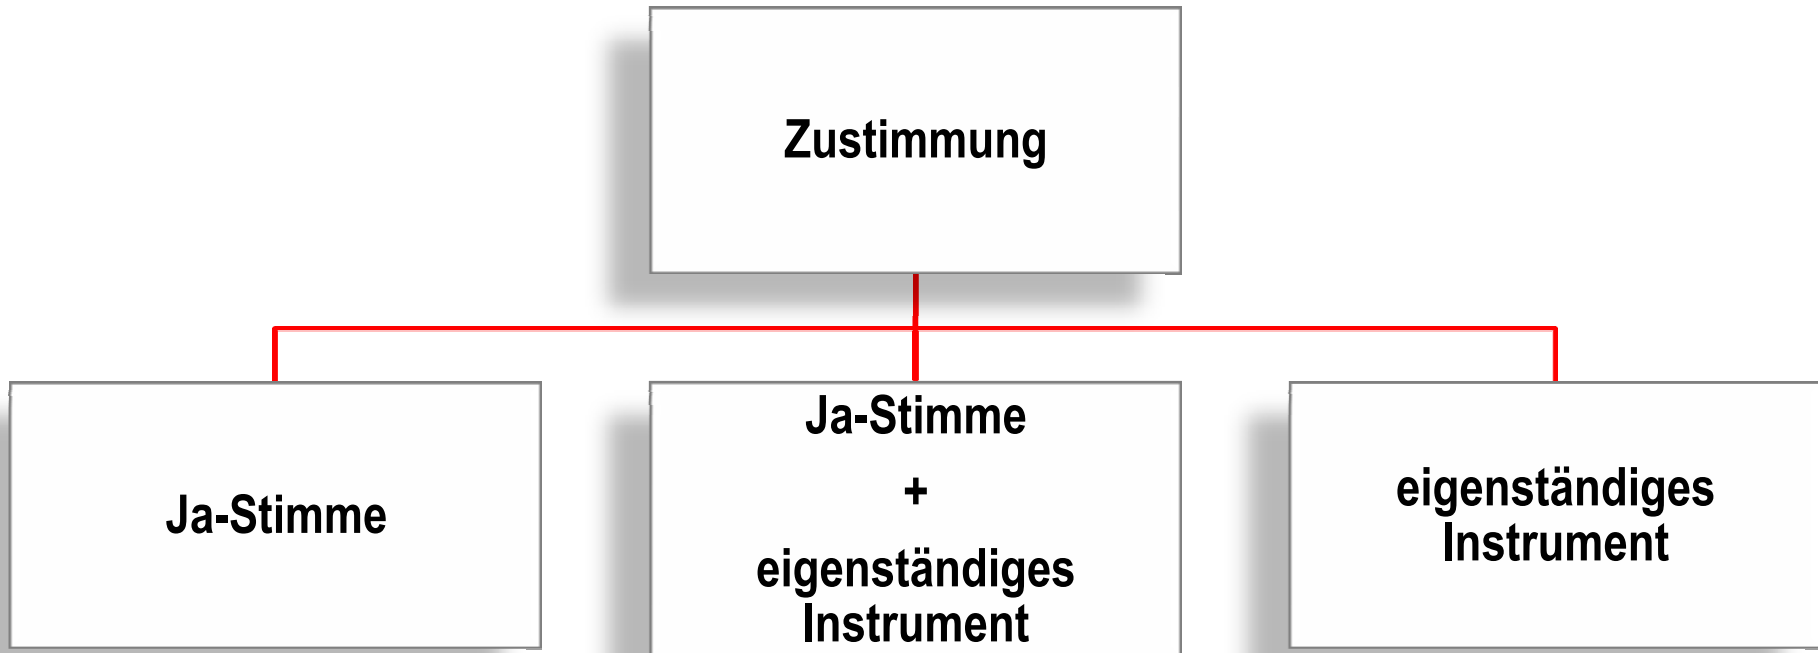 Zustimmung
Ja-Stimme
Ja-Stimme
+
eigenständiges
Instrument
eigenständiges
Instrument